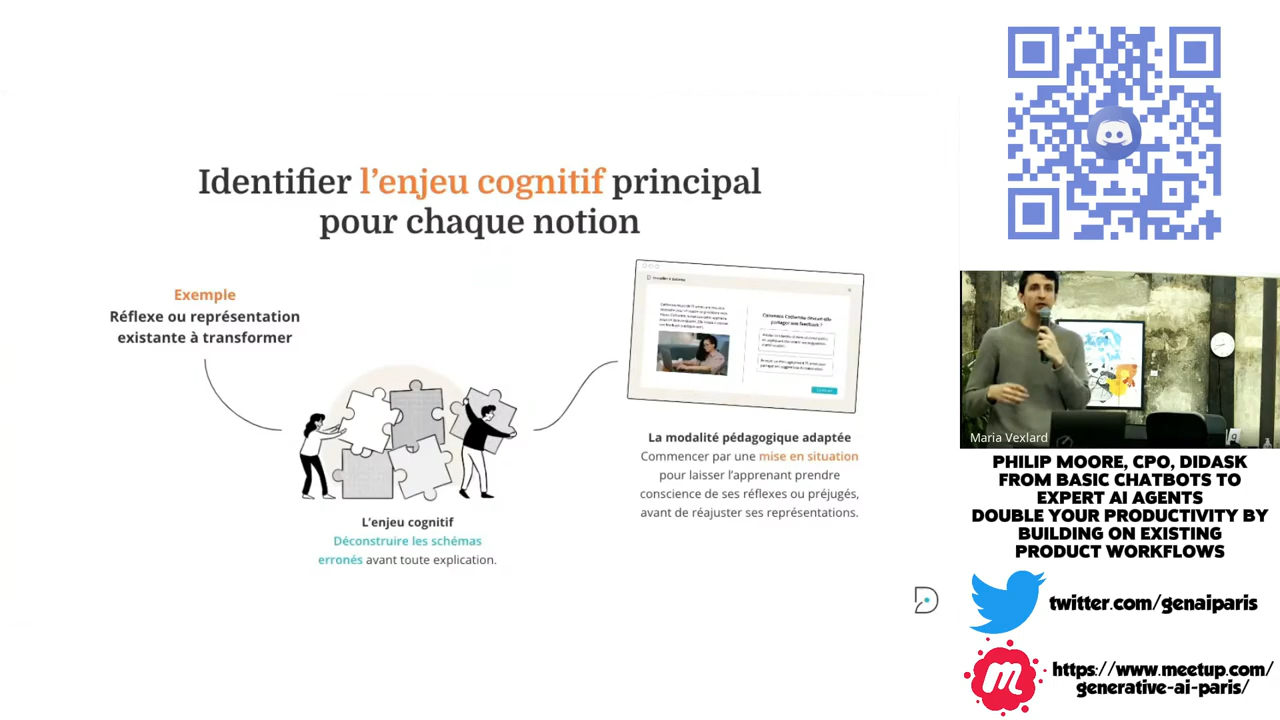 Identifier l'enjeu cognitif principal
pour chaque notion
Exemple
Réflexe ou représentation
existante à transformer
L'enjeu cognitif
Déconstruire les schémas
erronés avant toute explication.
La modalité pédagogique adaptée
Commencer par une mise en situation
pour laisser l'apprenant prendre
conscience de ses réflexes ou préjugés,
avant de réajuster ses représentations.
Maria Vexlard
PHILIP MOORE, CPO, DIDASK
FROM BASIC CHATBOTS TO
EXPERT AI AGENTS
DOUBLE YOUR PRODUCTIVITY BY
BUILDING ON EXISTING
PRODUCT WORKFLOWS
twitter.com/genaiparis
https://www.meetup.com/
generative-ai-paris/